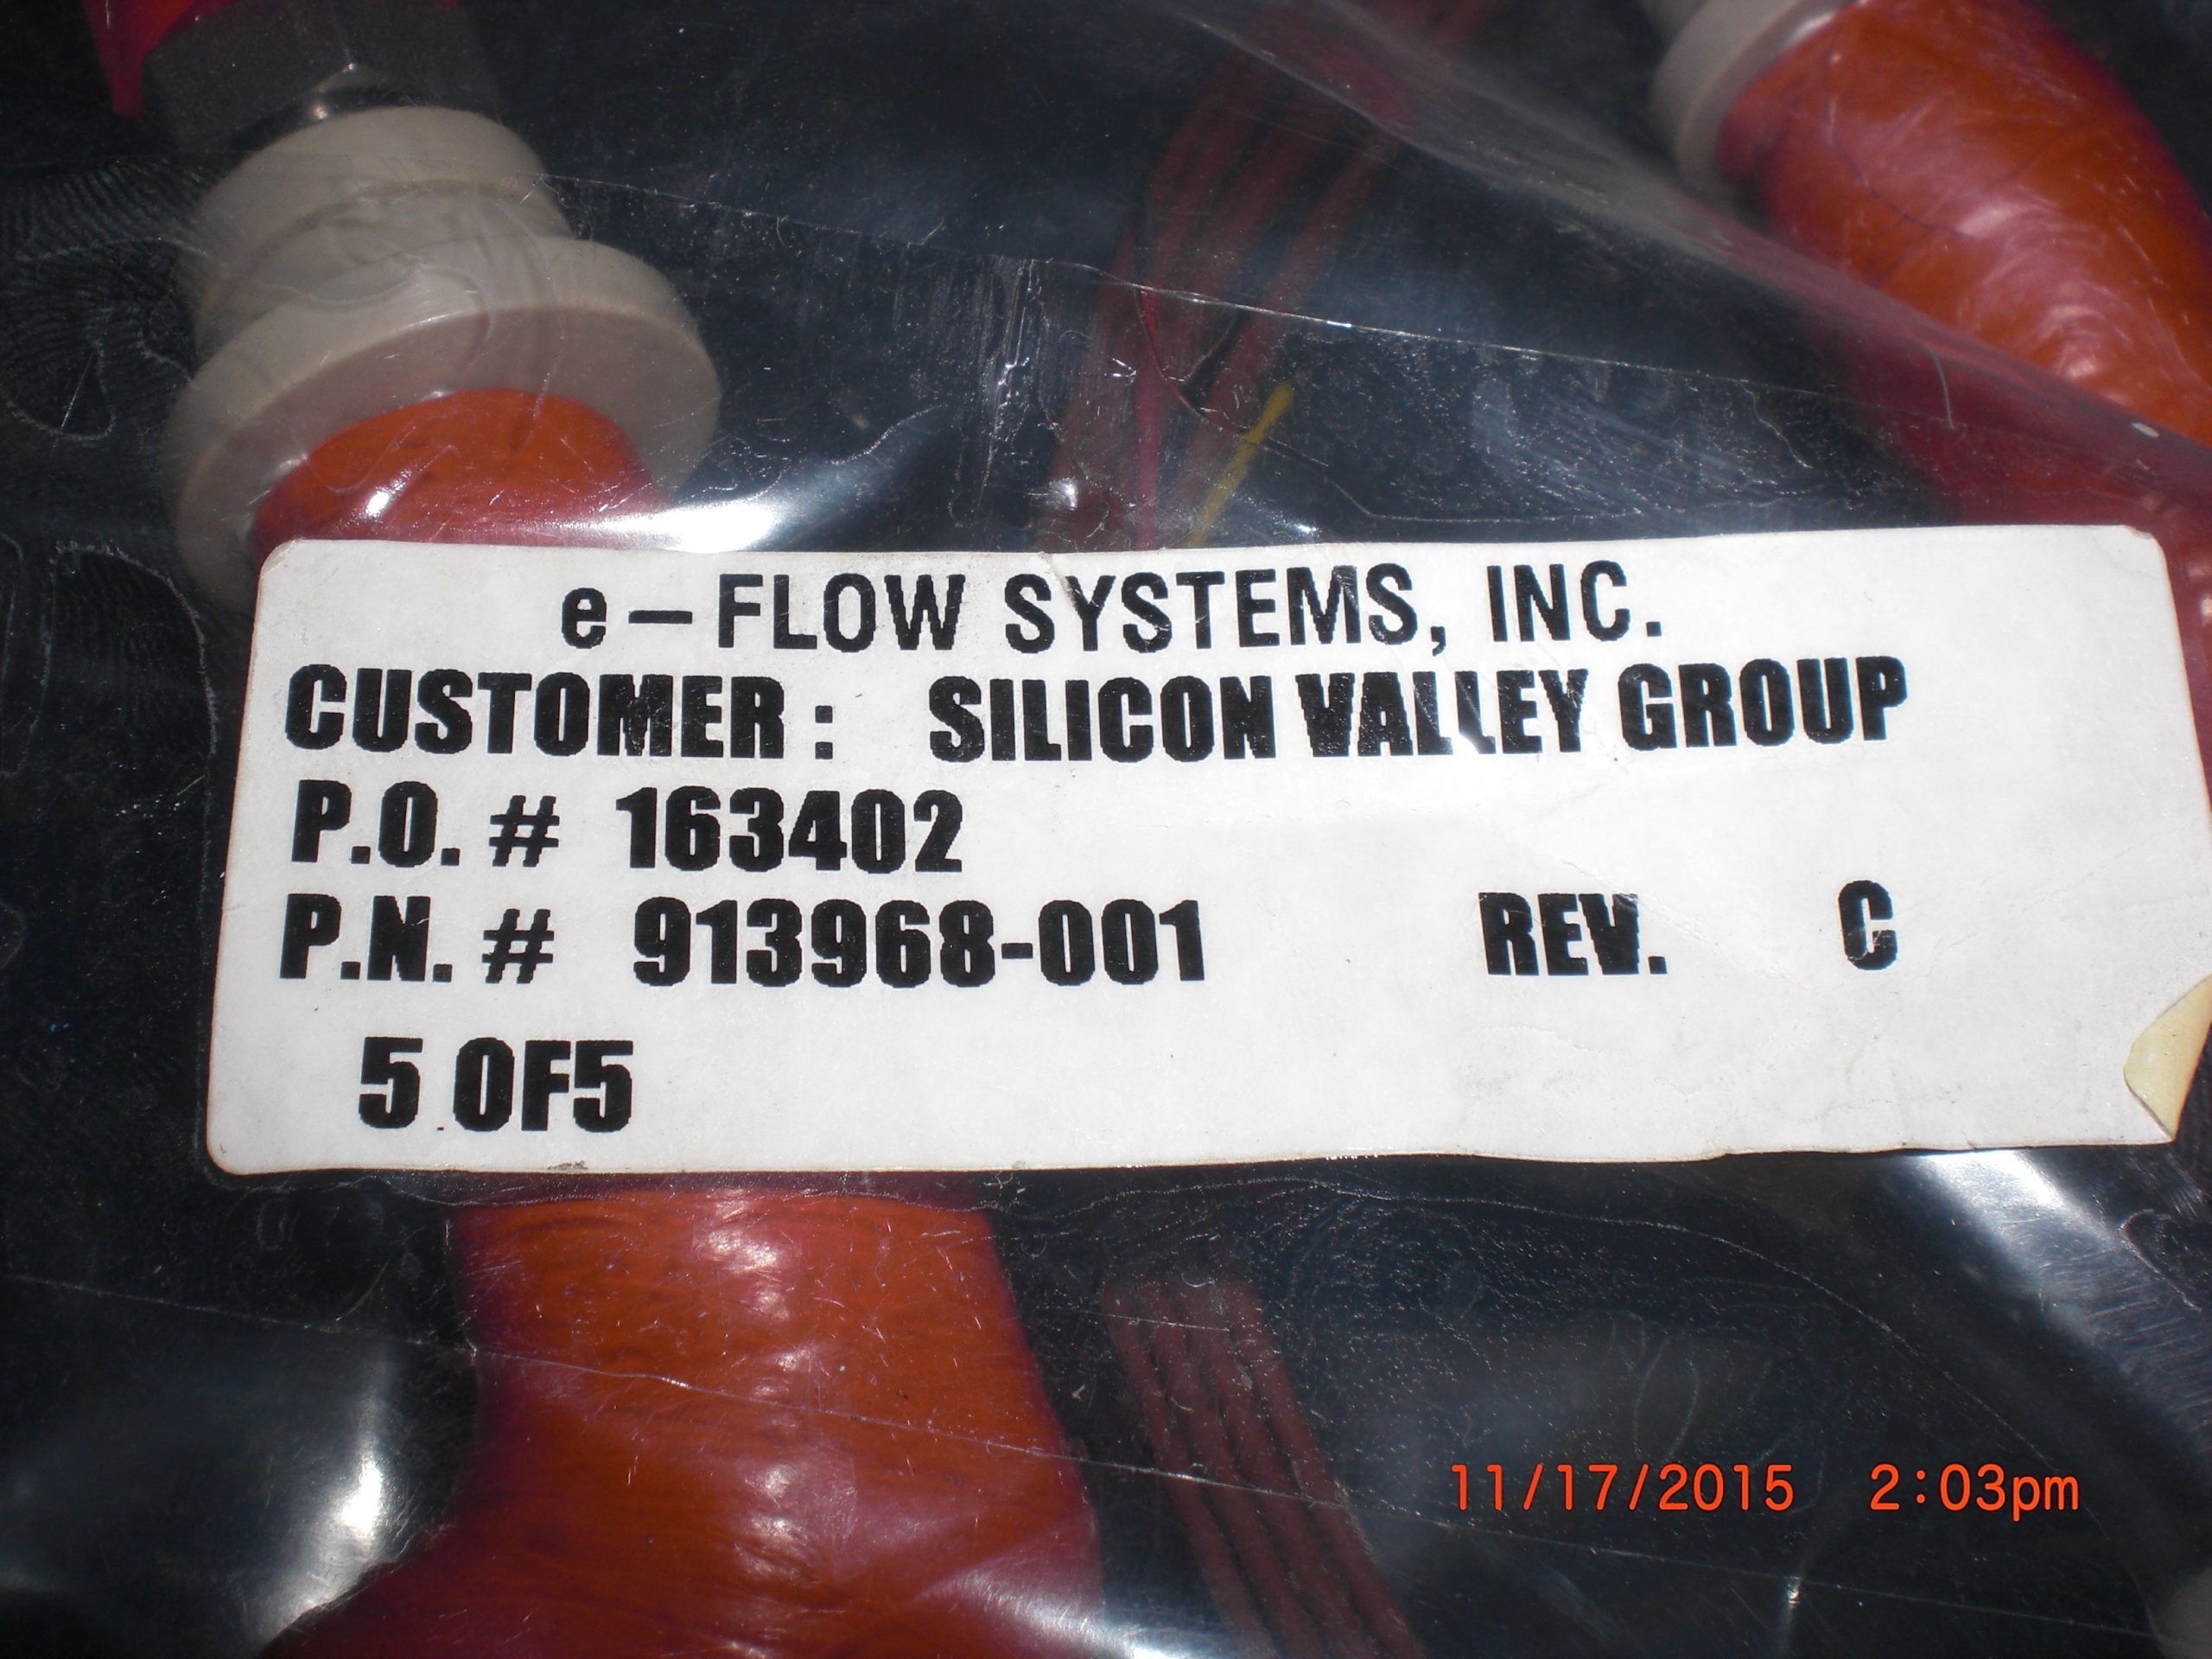 e-FLOW SYSTEMS, INC.
CUSTOMER : SILICON VALLEY GROUP
P.O. # 163402
P.N. # 913968-001 REV. C
5 OF5
11/17/2015 2:03pm